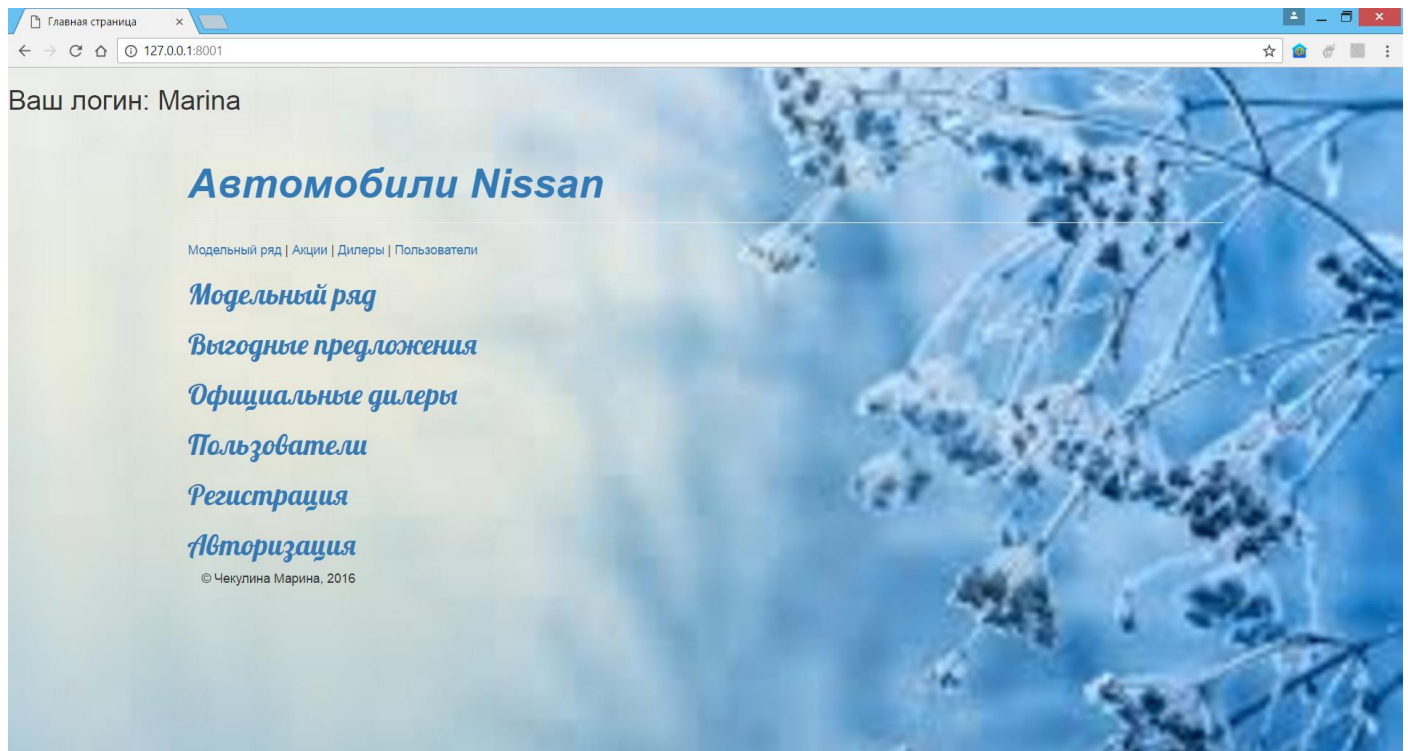 Главная страница
127.0.0.1:8001
Ваш логин: Marina
Автомобили Nissan
Модельный ряд | Акции | Дилеры | Пользователи
Модельный ряд
Выгодные предложения
Официальные дилеры
Пользователи
Регистрация
Авторизация
© Чекулина Марина, 2016